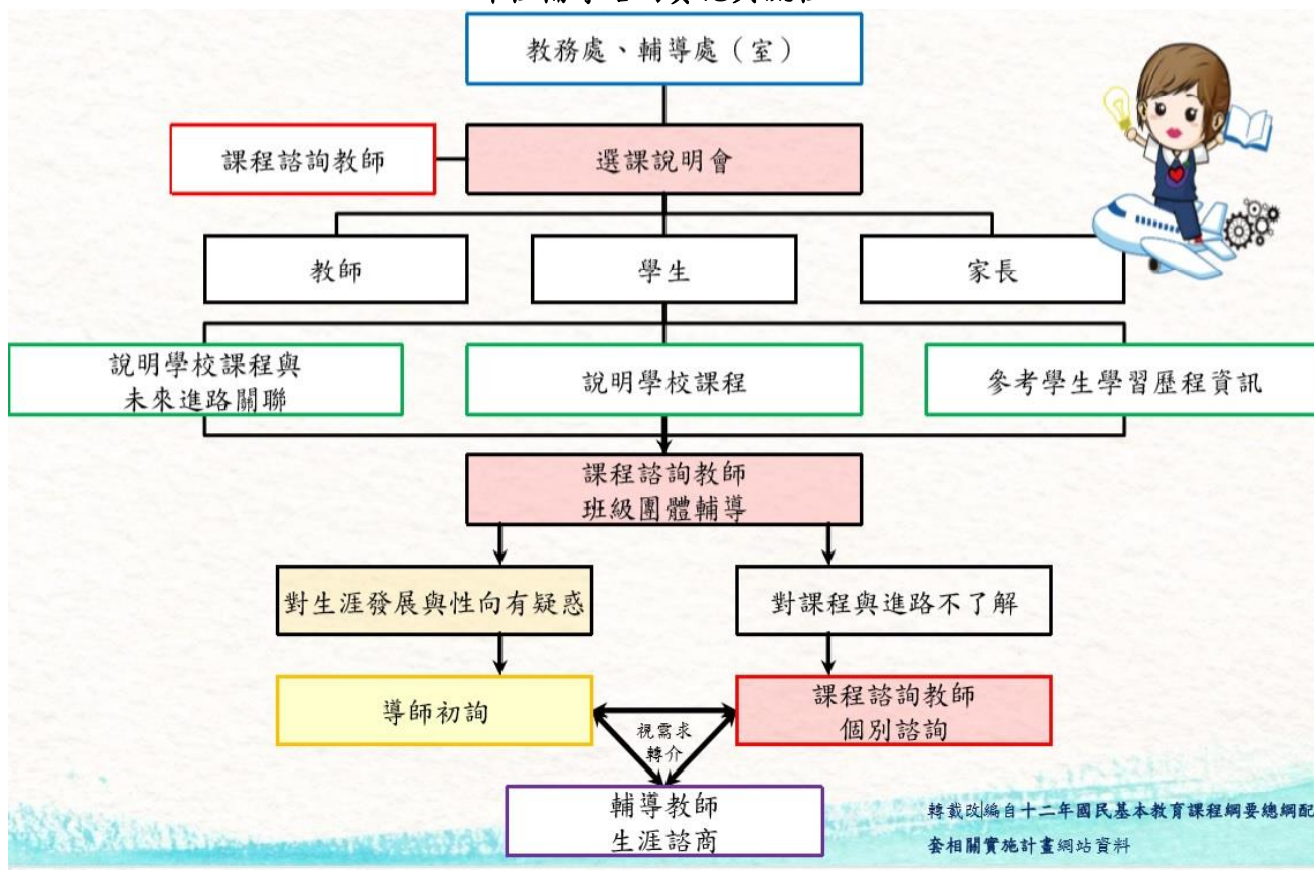 教務處、輔導處（室）
課程諮詢教師
選課說明會
教師
學生
家長
說明學校課程與
未來進路關聯
說明學校課程
參考學生學習歷程資訊
課程諮詢教師
班級團體輔導
對生涯發展與性向有疑惑
對課程與進路不了解
導師初詢
課程諮詢教師
個別諮詢
視需求
轉介
輔導教師
生涯諮商
轉載改編自十二年國民基本教育課程綱要總綱配
套相關實施計畫網站資料